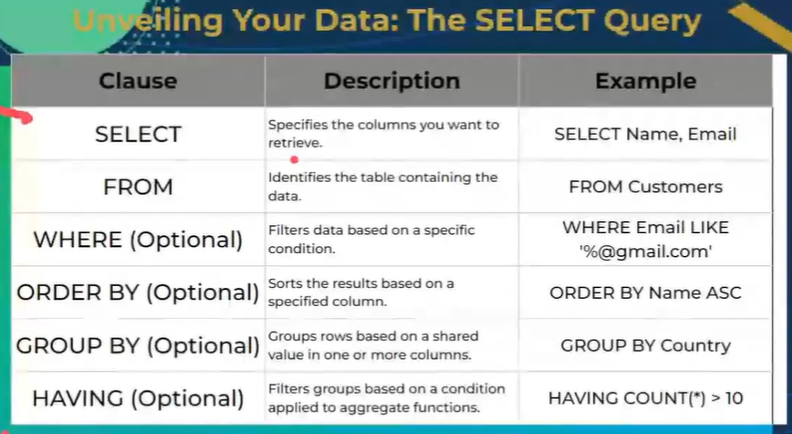 Unveiling Your Data: The SELECT Query
Clause Description Example
SELECT
Specifies the columns you want to
retrieve.
SELECT Name, Email
FROM
Identifies the table containing the
data.
FROM Customers
WHERE (Optional)
Filters data based on a specific
condition.
WHERE Email LIKE
'%@gmail.com'
ORDER BY (Optional)
Sorts the results based on a
specified column.
ORDER BY Name ASC
GROUP BY (Optional)
Groups rows based on a shared
value in one or more columns.
GROUP BY Country
HAVING (Optional)
Filters groups based on a condition
applied to aggregate functions.
HAVING COUNT(*) > 10